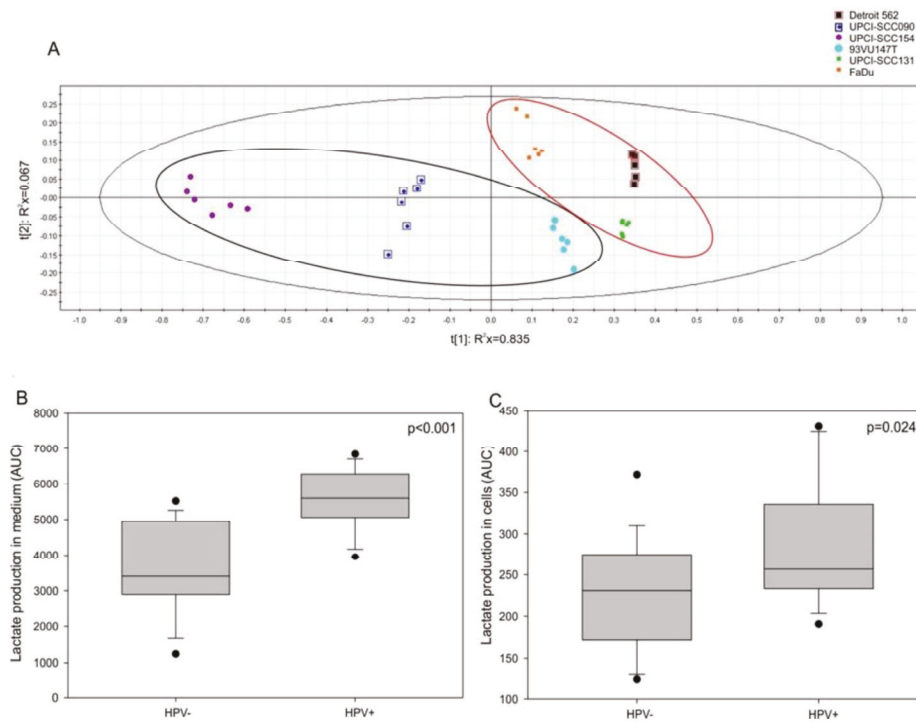 Detroit 562
UPCI-SCC090
UPCI-SCC154
93VU147T
UPCI-SCC131
FaDu
A
0.25
0.20
0.15
0.10
0.05
-0.00
-0.05
-0.10
-0.15
-0.20
-0.25
t[2]: R²x=0.067
-1.0 -0.9 -0.8 -0.7 -0.6 -0.5 -0.4 -0.3 -0.2 -0.1 0.0 0.1 0.2 0.3 0.4 0.5 0.6 0.7 0.8 0.9 1.0
t[1]: R²x=0.835
B
8000
7000
6000
5000
4000
3000
2000
1000
0
Lactate production in medium (AUC)
p<0.001
HPV- HPV+
C
450
400
350
300
250
200
150
100
Lactate production in cells (AUC)
p=0.024
HPV- HPV+